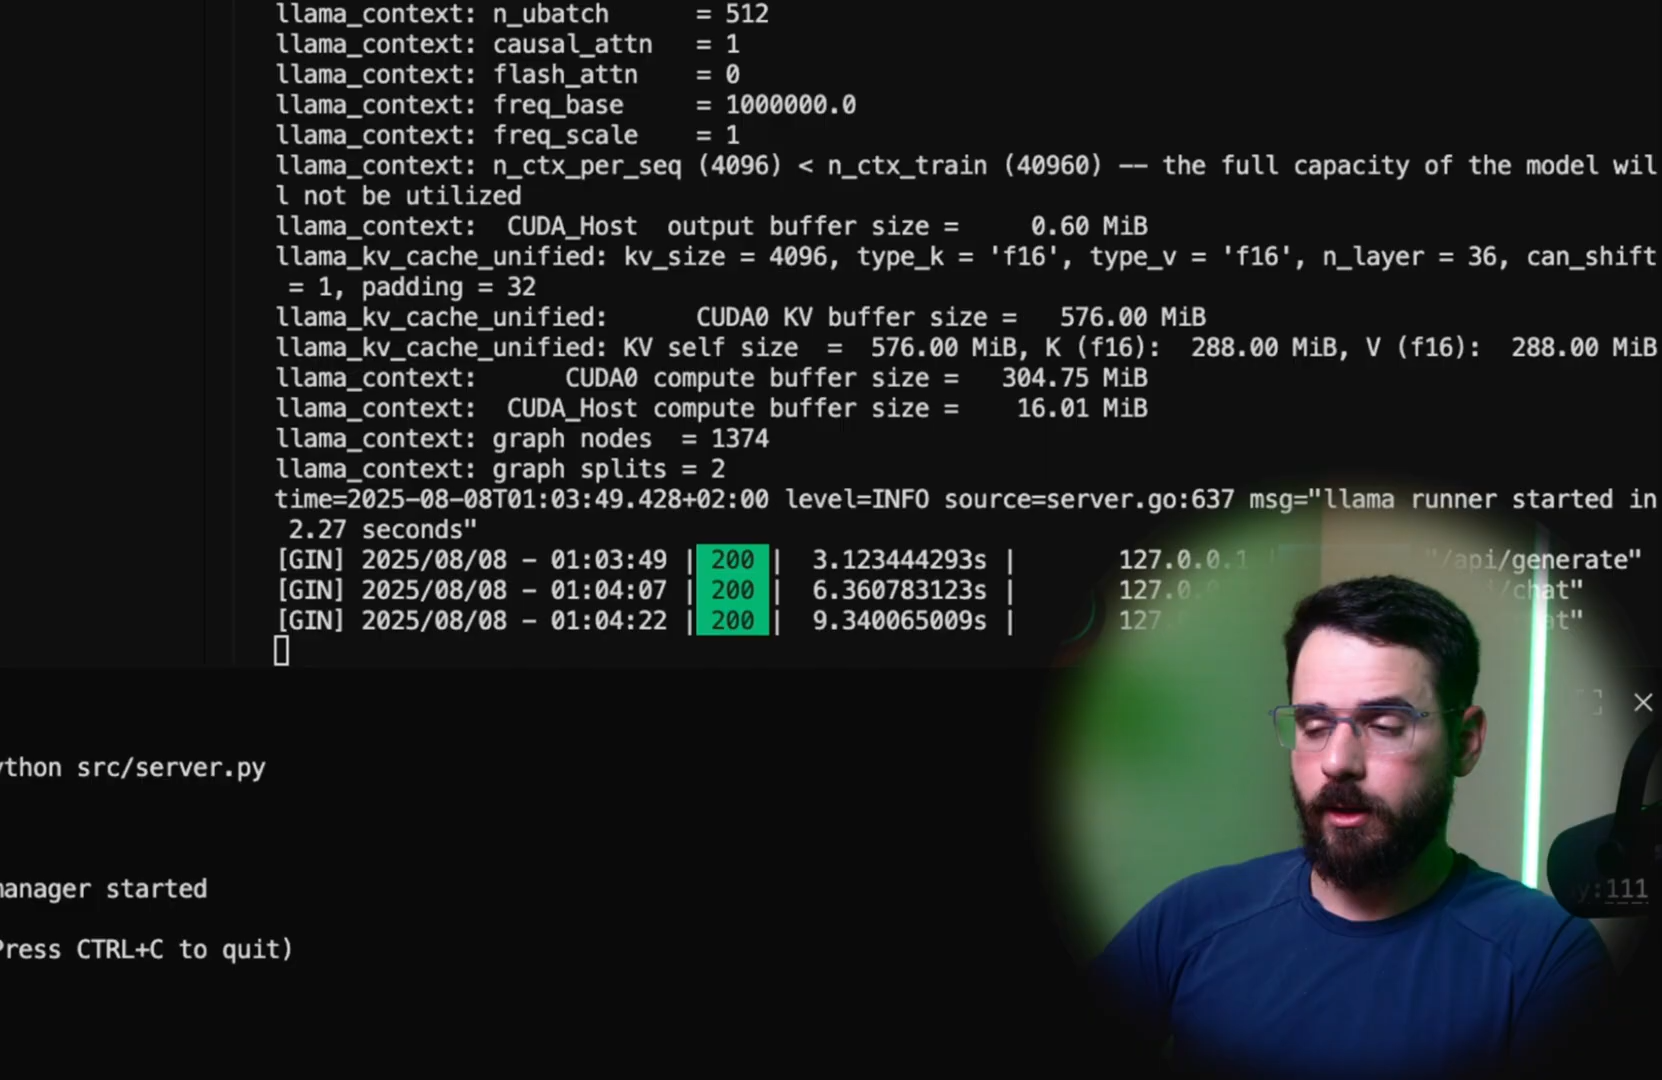 llama_context: n_ubatch      = 512
llama_context: causal_attn   = 1
llama_context: flash_attn    = 0
llama_context: freq_base     = 1000000.0
llama_context: freq_scale    = 1
llama_context: n_ctx_per_seq (4096) < n_ctx_train (40960) -- the full capacity of the model wil
l not be utilized
llama_context:  CUDA_Host  output buffer size =     0.60 MiB
llama_kv_cache_unified: kv_size = 4096, type_k = 'f16', type_v = 'f16', n_layer = 36, can_shift
 = 1, padding = 32
llama_kv_cache_unified:      CUDA0 KV buffer size =   576.00 MiB
llama_kv_cache_unified: KV self size  =  576.00 MiB, K (f16):  288.00 MiB, V (f16):  288.00 MiB
llama_context:      CUDA0 compute buffer size =   304.75 MiB
llama_context:  CUDA_Host compute buffer size =    16.01 MiB
llama_context: graph nodes  = 1374
llama_context: graph splits = 2
time=2025-08-08T01:03:49.428+02:00 level=INFO source=server.go:637 msg="llama runner started in
 2.27 seconds"
[GIN] 2025/08/08 - 01:03:49 | 200 |  3.123444293s |       127.0.0.1 | "/api/generate"
[GIN] 2025/08/08 - 01:04:07 | 200 |  6.360783123s |       127.0. /chat"
[GIN] 2025/08/08 - 01:04:22 | 200 |  9.340065009s |       127. at"
ython src/server.py
manager started
y:111
Press CTRL+C to quit)